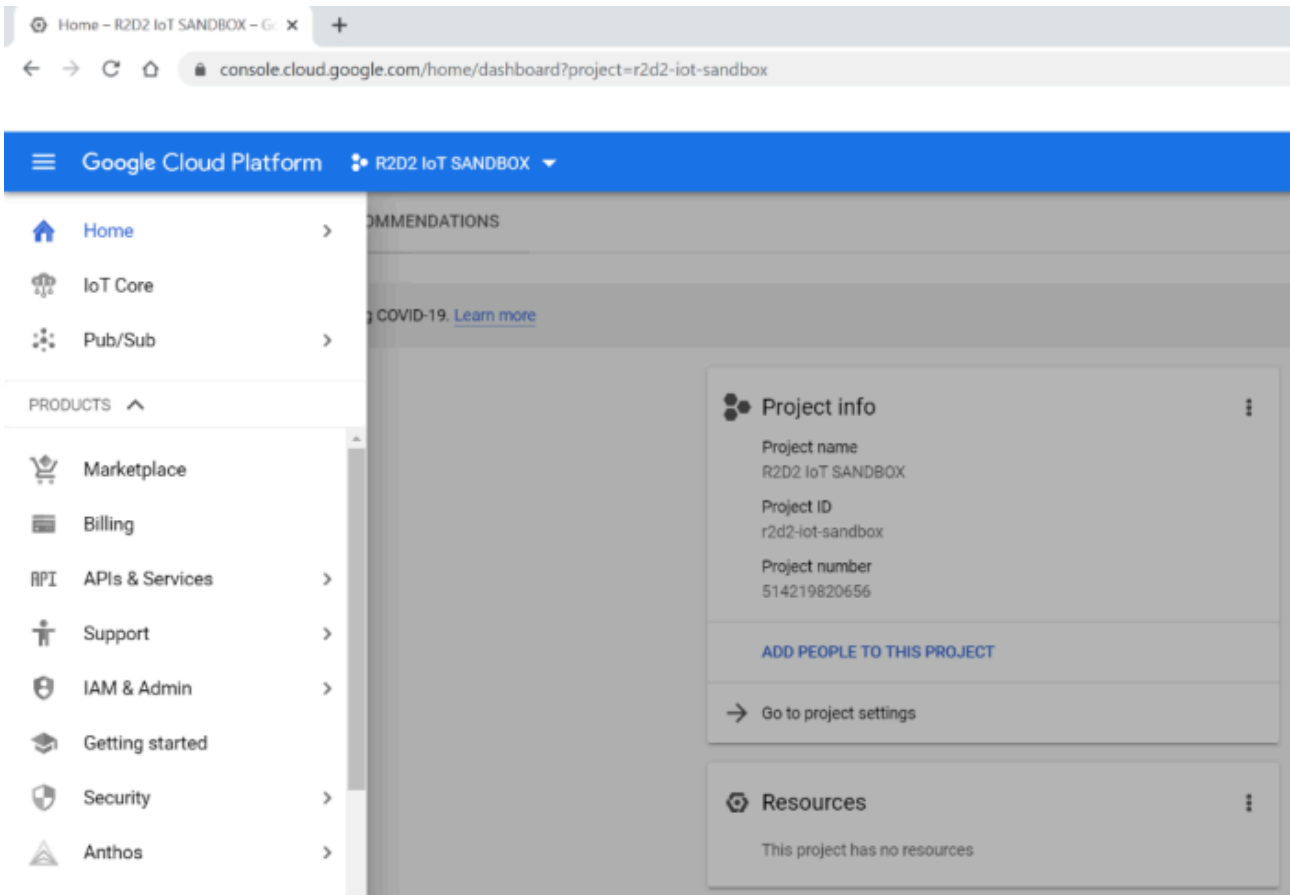 Home – R2D2 IoT SANDBOX – Go
console.cloud.google.com/home/dashboard?project=r2d2-iot-sandbox
Google Cloud Platform R2D2 IoT SANDBOX
Home
IoT Core
Pub/Sub
PRODUCTS
Marketplace
Billing
API APIs & Services
Support
IAM & Admin
Getting started
Security
Anthos
OMMENDATIONS
g COVID-19. Learn more
Project info
Project name
R2D2 IoT SANDBOX
Project ID
r2d2-iot-sandbox
Project number
514219820656
ADD PEOPLE TO THIS PROJECT
Go to project settings
Resources
This project has no resources